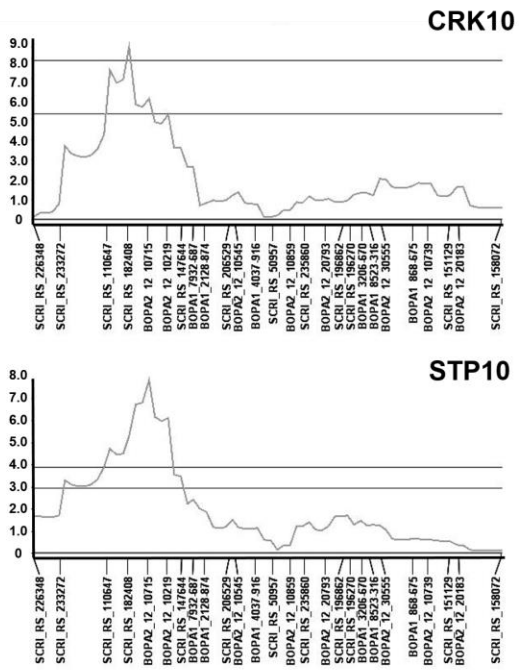 CRK10
9.0
8.0
7.0
6.0
5.0
4.0
3.0
2.0
1.0
0
SCRI_RS_226348
SCRI_RS_233272
SCRI_RS_110647
SCRI_RS_182408
BOPA2_12_10715
BOPA2_12_10219
SCRI_RS_147644
BOPA1_7932-687
BOPA1_2128-874
SCRI_RS_206529
BOPA2_12_10545
BOPA1_4037-916
SCRI_RS_50957
BOPA2_12_10859
SCRI_RS_235860
BOPA2_12_20793
SCRI_RS_196862
SCRI_RS_196270
BOPA1_3206-670
BOPA1_8523-316
BOPA2_12_30555
BOPA1_868-675
BOPA2_12_10739
SCRI_RS_151129
BOPA2_12_20183
SCRI_RS_158072
STP10
8.0
7.0
6.0
5.0
4.0
3.0
2.0
1.0
0
SCRI_RS_226348
SCRI_RS_233272
SCRI_RS_110647
SCRI_RS_182408
BOPA2_12_10715
BOPA2_12_10219
SCRI_RS_147644
BOPA1_7932-687
BOPA1_2128-874
SCRI_RS_206529
BOPA2_12_10545
BOPA1_4037-916
SCRI_RS_50957
BOPA2_12_10859
SCRI_RS_235860
BOPA2_12_20793
SCRI_RS_196862
SCRI_RS_196270
BOPA1_3206-670
BOPA1_8523-316
BOPA2_12_30555
BOPA1_868-675
BOPA2_12_10739
SCRI_RS_151129
BOPA2_12_20183
SCRI_RS_158072